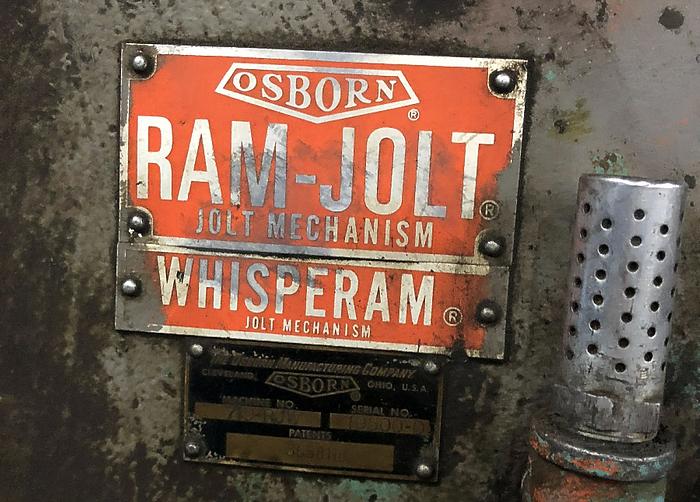 OSBORN
®
RAM-JOLT®
JOLT MECHANISM
WHISPERAM®
JOLT MECHANISM
MANUFACTURING COMPANY
CLEVELAND, OSBORN OHIO, U.S.A.
MACHINE NO. SERIAL NO.
PATENTS